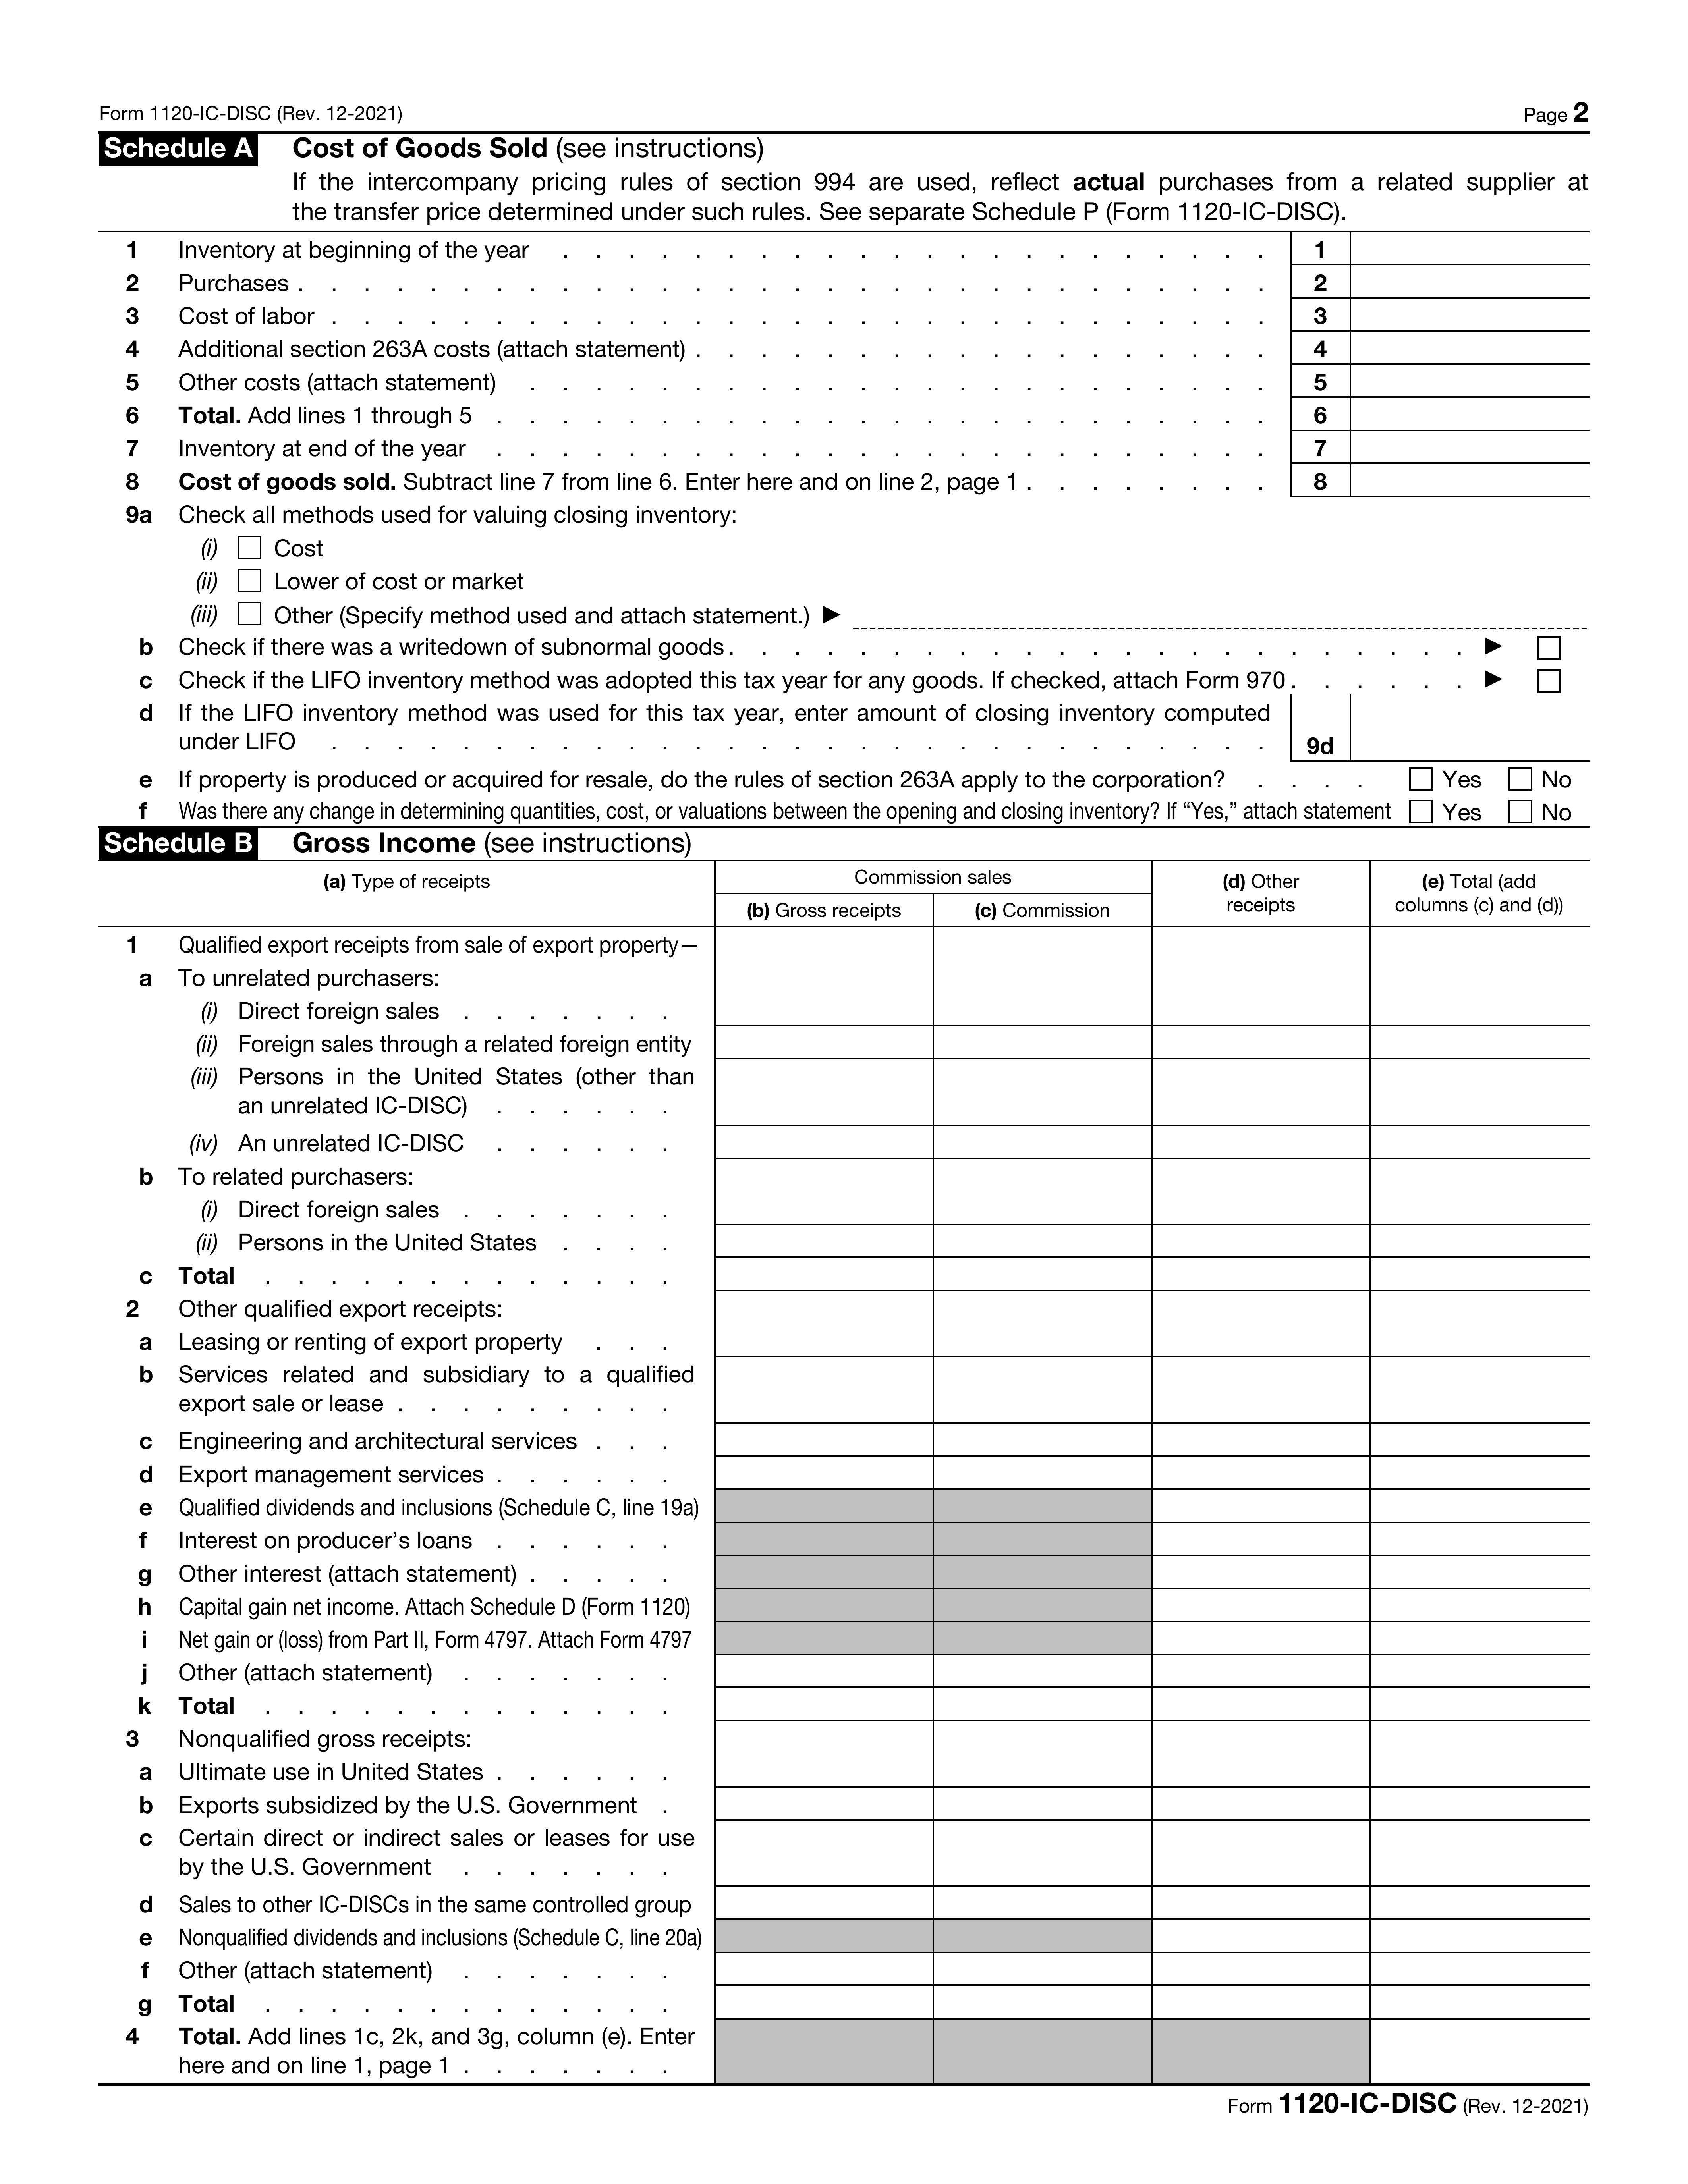 Form 1120-IC-DISC (Rev. 12-2021) Page 2
Schedule A Cost of Goods Sold (see instructions)
If the intercompany pricing rules of section 994 are used, reflect actual purchases from a related supplier at
the transfer price determined under such rules. See separate Schedule P (Form 1120-IC-DISC).
1 Inventory at beginning of the year . . . . . . . . . . . . . . . . . . . . . . 1
2 Purchases . . . . . . . . . . . . . . . . . . . . . . . . . . . . . . 2
3 Cost of labor . . . . . . . . . . . . . . . . . . . . . . . . . . . . . 3
4 Additional section 263A costs (attach statement) . . . . . . . . . . . . . . . . . . 4
5 Other costs (attach statement) . . . . . . . . . . . . . . . . . . . . . . . 5
6 Total. Add lines 1 through 5 . . . . . . . . . . . . . . . . . . . . . . . . 6
7 Inventory at end of the year . . . . . . . . . . . . . . . . . . . . . . . . 7
8 Cost of goods sold. Subtract line 7 from line 6. Enter here and on line 2, page 1 . . . . . . . . 8
9a Check all methods used for valuing closing inventory:
(i) ☐ Cost
(ii) ☐ Lower of cost or market
(iii) ☐ Other (Specify method used and attach statement.) ▶
b Check if there was a writedown of subnormal goods . . . . . . . . . . . . . . . . . . . . . . . ▶ ☐
c Check if the LIFO inventory method was adopted this tax year for any goods. If checked, attach Form 970 . . . . . . ▶ ☐
d If the LIFO inventory method was used for this tax year, enter amount of closing inventory computed
under LIFO . . . . . . . . . . . . . . . . . . . . . . . . . . . . . 9d
e If property is produced or acquired for resale, do the rules of section 263A apply to the corporation? . . . . ☐ Yes ☐ No
f Was there any change in determining quantities, cost, or valuations between the opening and closing inventory? If “Yes,” attach statement ☐ Yes ☐ No
Schedule B Gross Income (see instructions)
(a) Type of receipts Commission sales (d) Other (e) Total (add
(b) Gross receipts (c) Commission receipts columns (c) and (d))
1 Qualified export receipts from sale of export property—
a To unrelated purchasers:
(i) Direct foreign sales . . . . . . .
(ii) Foreign sales through a related foreign entity
(iii) Persons in the United States (other than
an unrelated IC-DISC) . . . . . .
(iv) An unrelated IC-DISC . . . . . .
b To related purchasers:
(i) Direct foreign sales . . . . . . .
(ii) Persons in the United States . . . .
c Total . . . . . . . . . . . . .
2 Other qualified export receipts:
a Leasing or renting of export property . . .
b Services related and subsidiary to a qualified
export sale or lease . . . . . . . . .
c Engineering and architectural services . . .
d Export management services . . . . . .
e Qualified dividends and inclusions (Schedule C, line 19a)
f Interest on producer’s loans . . . . . .
g Other interest (attach statement) . . . . .
h Capital gain net income. Attach Schedule D (Form 1120)
i Net gain or (loss) from Part II, Form 4797. Attach Form 4797
j Other (attach statement) . . . . . . .
k Total . . . . . . . . . . . . .
3 Nonqualified gross receipts:
a Ultimate use in United States . . . . . .
b Exports subsidized by the U.S. Government .
c Certain direct or indirect sales or leases for use
by the U.S. Government . . . . . . .
d Sales to other IC-DISCs in the same controlled group
e Nonqualified dividends and inclusions (Schedule C, line 20a)
f Other (attach statement) . . . . . . .
g Total . . . . . . . . . . . . .
4 Total. Add lines 1c, 2k, and 3g, column (e). Enter
here and on line 1, page 1 . . . . . . .
Form 1120-IC-DISC (Rev. 12-2021)